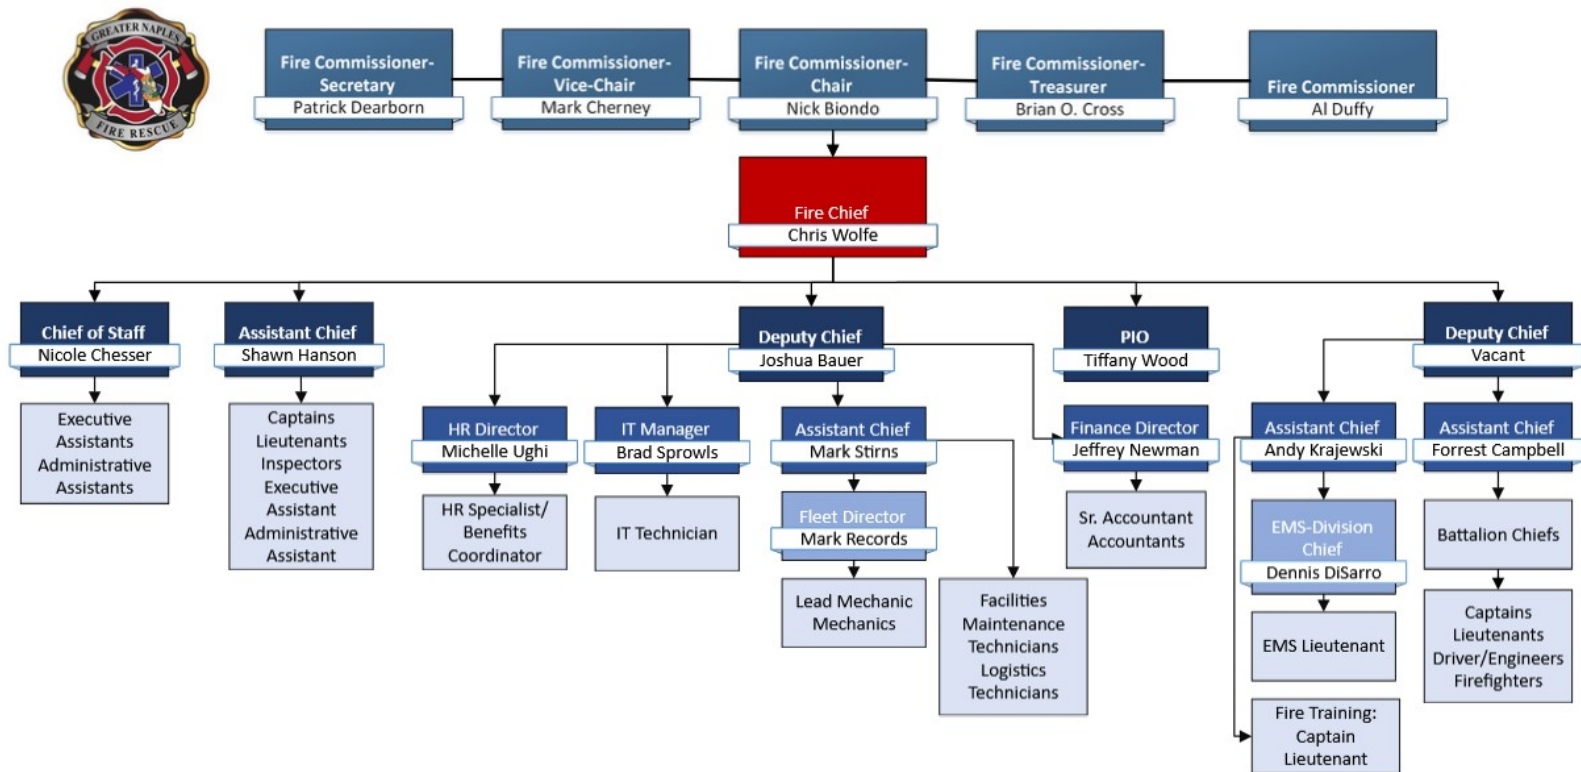 GREATER NAPLES
FIRE RESCUE
Fire Commissioner-
Secretary
Patrick Dearborn
Fire Commissioner-
Vice-Chair
Mark Cherney
Fire Commissioner-
Chair
Nick Biondo
Fire Commissioner-
Treasurer
Brian O. Cross
Fire Commissioner
Al Duffy
Fire Chief
Chris Wolfe
Chief of Staff
Nicole Chesser
Assistant Chief
Shawn Hanson
Deputy Chief
Joshua Bauer
PIO
Tiffany Wood
Deputy Chief
Vacant
Executive
Assistants
Administrative
Assistants
Captains
Lieutenants
Inspectors
Executive
Assistant
Administrative
Assistant
HR Director
Michelle Ughi
IT Manager
Brad Sprowls
Assistant Chief
Mark Stirns
Finance Director
Jeffrey Newman
Assistant Chief
Andy Krajewski
Assistant Chief
Forrest Campbell
HR Specialist/
Benefits
Coordinator
IT Technician
Fleet Director
Mark Records
Sr. Accountant
Accountants
EMS-Division
Chief
Dennis DiSarro
Battalion Chiefs
Lead Mechanic
Mechanics
Facilities
Maintenance
Technicians
Logistics
Technicians
EMS Lieutenant
Captains
Lieutenants
Driver/Engineers
Firefighters
Fire Training:
Captain
Lieutenant